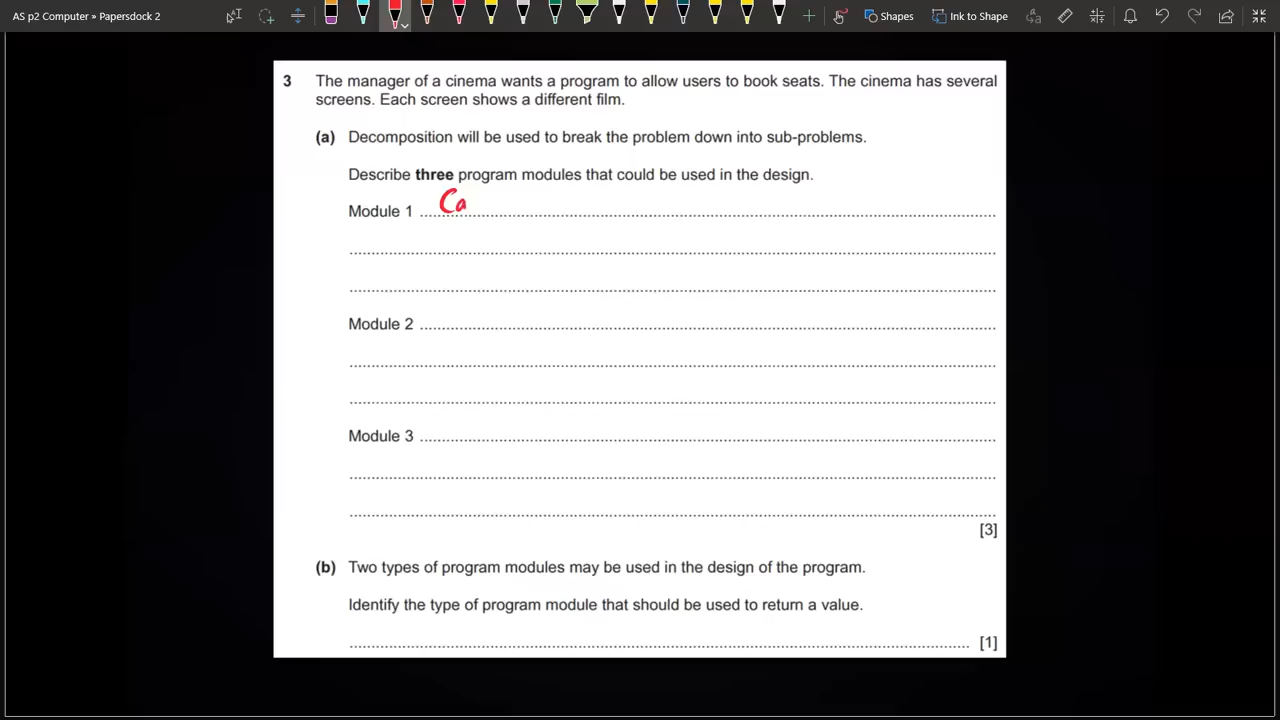 AS p2 Computer » Papersdock 2
Shapes
Ink to Shape
3 The manager of a cinema wants a program to allow users to book seats. The cinema has several
screens. Each screen shows a different film.
(a) Decomposition will be used to break the problem down into sub-problems.
Describe three program modules that could be used in the design.
Module 1 Ca
Module 2
Module 3
[3]
(b) Two types of program modules may be used in the design of the program.
Identify the type of program module that should be used to return a value.
[1]